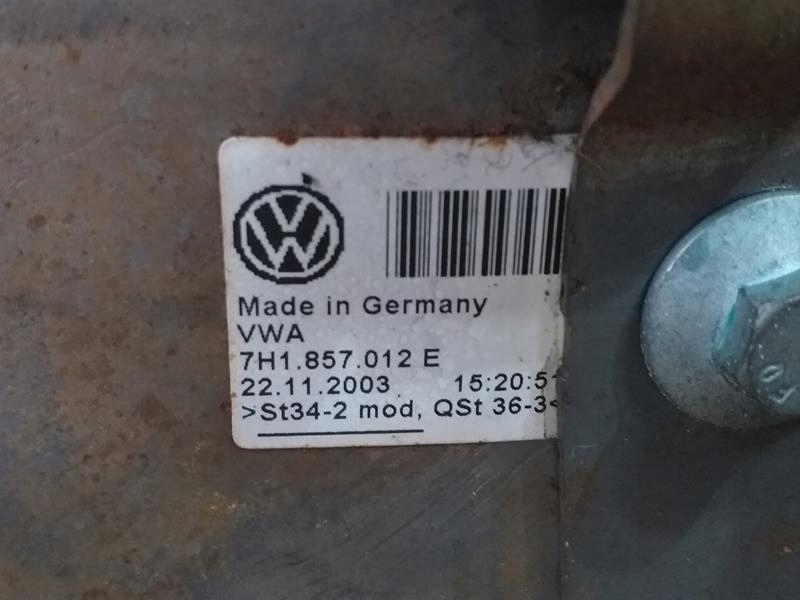 Made in Germany
VWA
7H1.857.012 E
22.11.2003 15:20:51
>St34-2 mod, QSt 36-3<